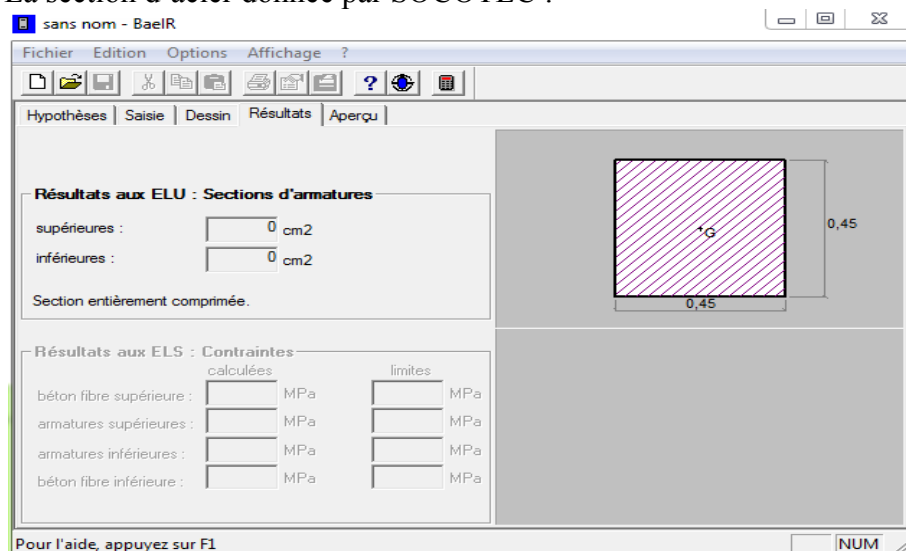 La section d'acier donnée par SOCOTEC :
sans nom - BaelR
Fichier Edition Options Affichage ?
Hypothèses Saisie Dessin Résultats Aperçu
Résultats aux ELU : Sections d'armatures
supérieures : 0 cm2
inférieures : 0 cm2
Section entièrement comprimée.
Résultats aux ELS : Contraintes
calculées limites
béton fibre supérieure : MPa MPa
armatures supérieures : MPa MPa
armatures inférieures : MPa MPa
béton fibre inférieure : MPa MPa
G
0,45
0,45
Pour l'aide, appuyez sur F1 NUM